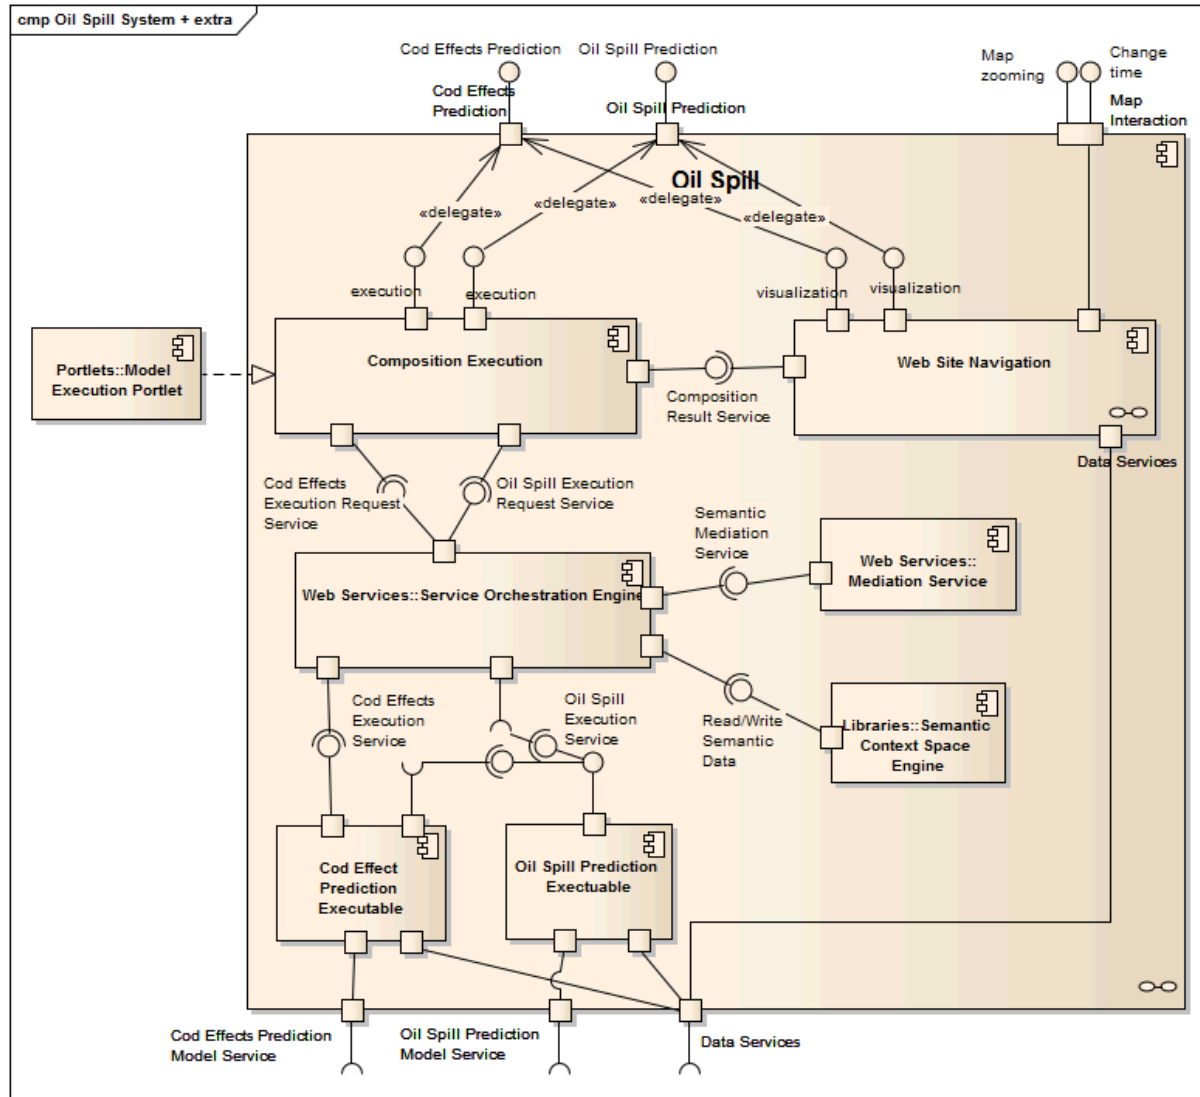 cmp Oil Spill System + extra
Cod Effects Prediction
Oil Spill Prediction
Map
zooming
Change
time
Cod Effects
Prediction
Oil Spill Prediction
Map
Interaction
Oil Spill
«delegate»
«delegate»
«delegate»
«delegate»
execution
execution
visualization
visualization
Portlets::Model
Execution Portlet
Composition Execution
Web Site Navigation
Composition
Result Service
Data Services
Cod Effects
Execution Request
Service
Oil Spill Execution
Request Service
Semantic
Mediation
Service
Web Services::
Mediation Service
Web Services::Service Orchestration Engine
Cod Effects
Execution
Service
Oil Spill
Execution
Service
Read/Write
Semantic
Data
Libraries::Semantic
Context Space
Engine
Cod Effect
Prediction
Executable
Oil Spill Prediction
Exectuable
Cod Effects Prediction
Model Service
Oil Spill Prediction
Model Service
Data Services